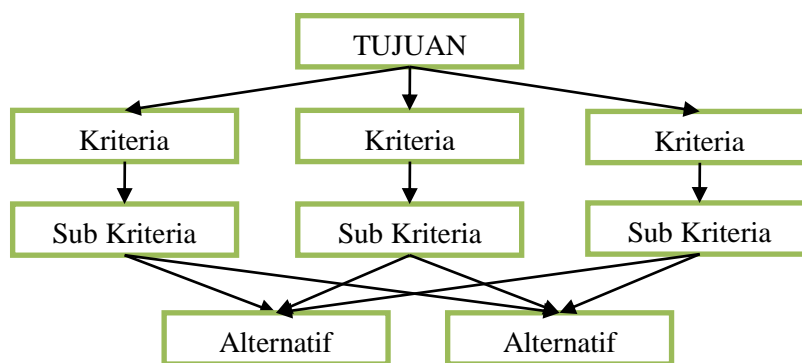 TUJUAN
Kriteria
Kriteria
Kriteria
Sub Kriteria
Sub Kriteria
Sub Kriteria
Alternatif
Alternatif